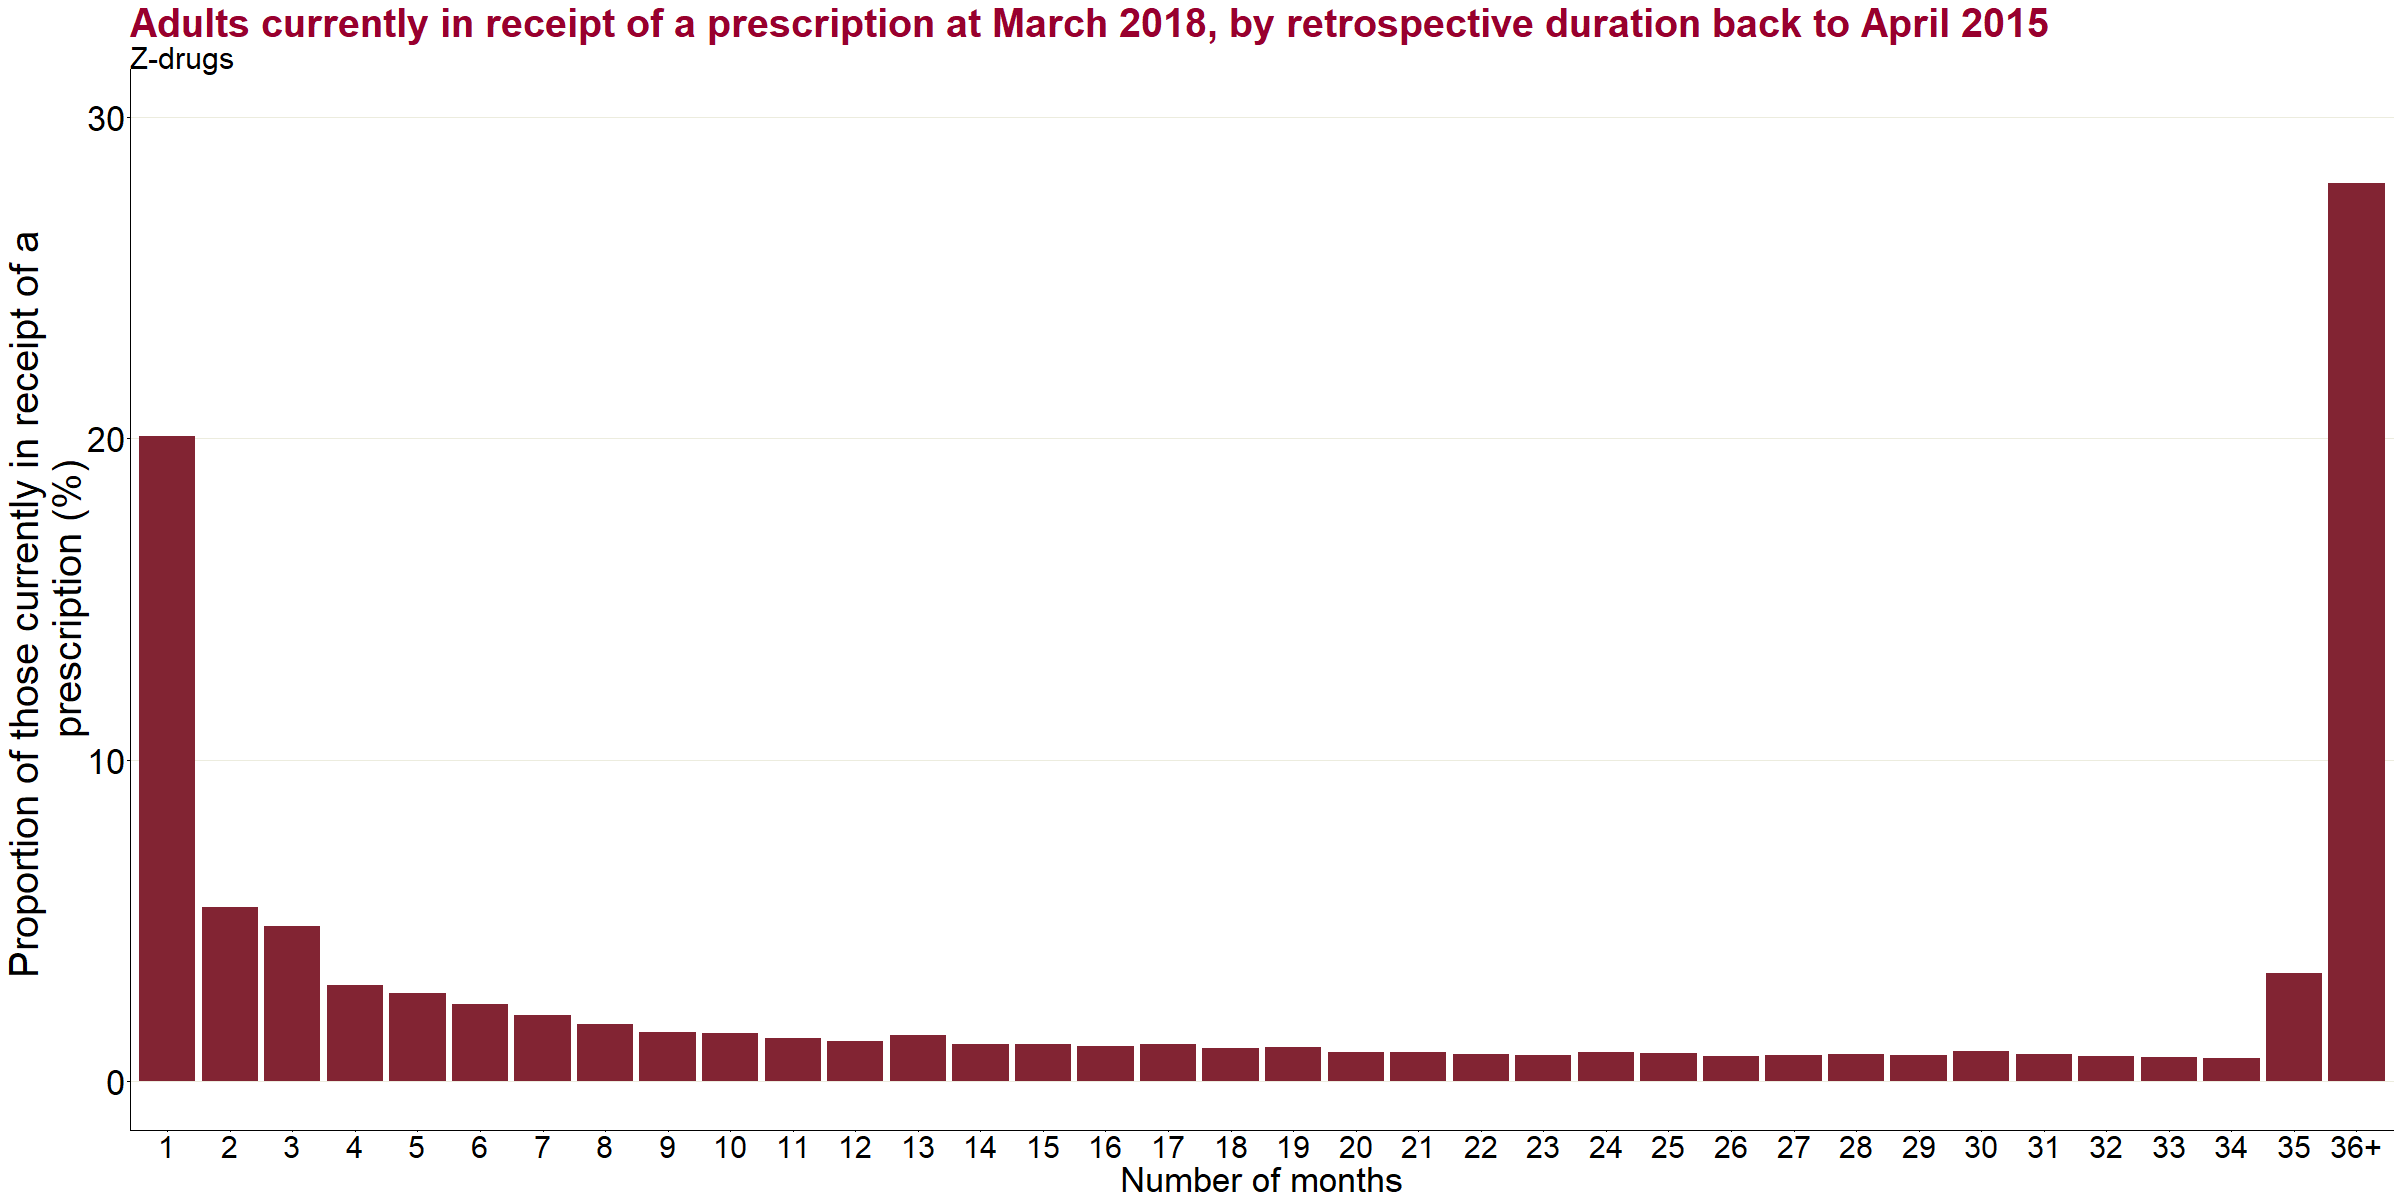 Adults currently in receipt of a prescription at March 2018, by retrospective duration back to April 2015
Z-drugs
Proportion of those currently in receipt of a
prescription (%)
30
20
10
0
1 2 3 4 5 6 7 8 9 10 11 12 13 14 15 16 17 18 19 20 21 22 23 24 25 26 27 28 29 30 31 32 33 34 35 36+
Number of months